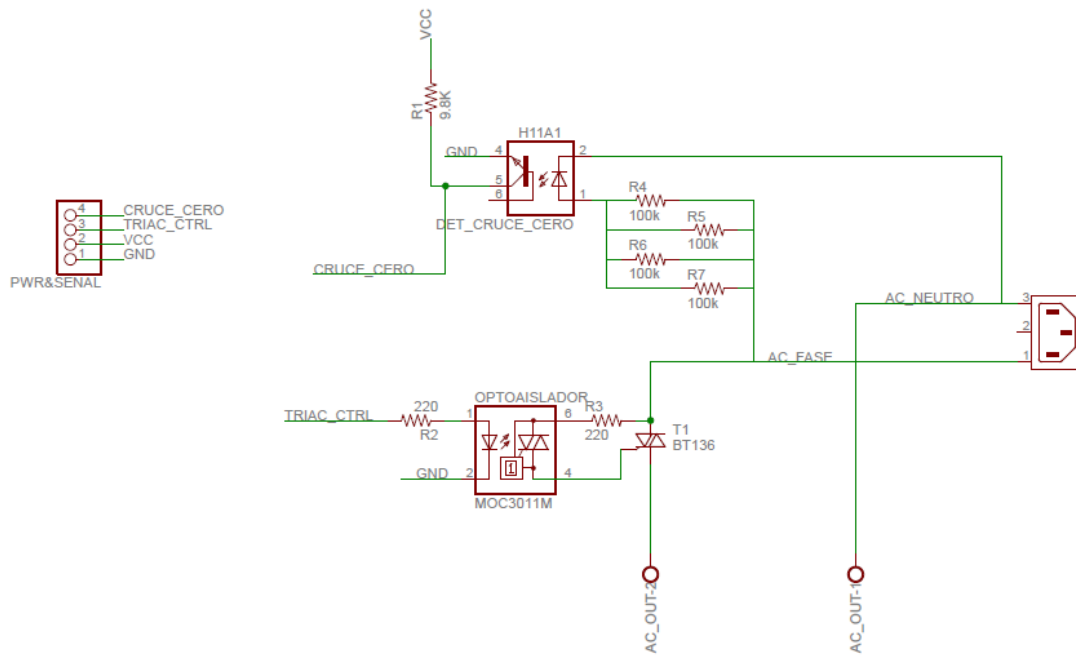 VCC
R1
9.8K
H11A1
GND
4
5
6
2
1
DET_CRUCE_CERO
R4
100k
R5
100k
R6
100k
R7
100k
4
3
2
1
CRUCE_CERO
TRIAC_CTRL
VCC
GND
PWR&SENAL
CRUCE_CERO
AC_NEUTRO
3
2
1
AC_FASE
OPTOAISLADOR
TRIAC_CTRL
220
R2
1
2
6
4
1
GND
MOC3011M
R3
220
T1
BT136
AC_OUT-2
AC_OUT-1